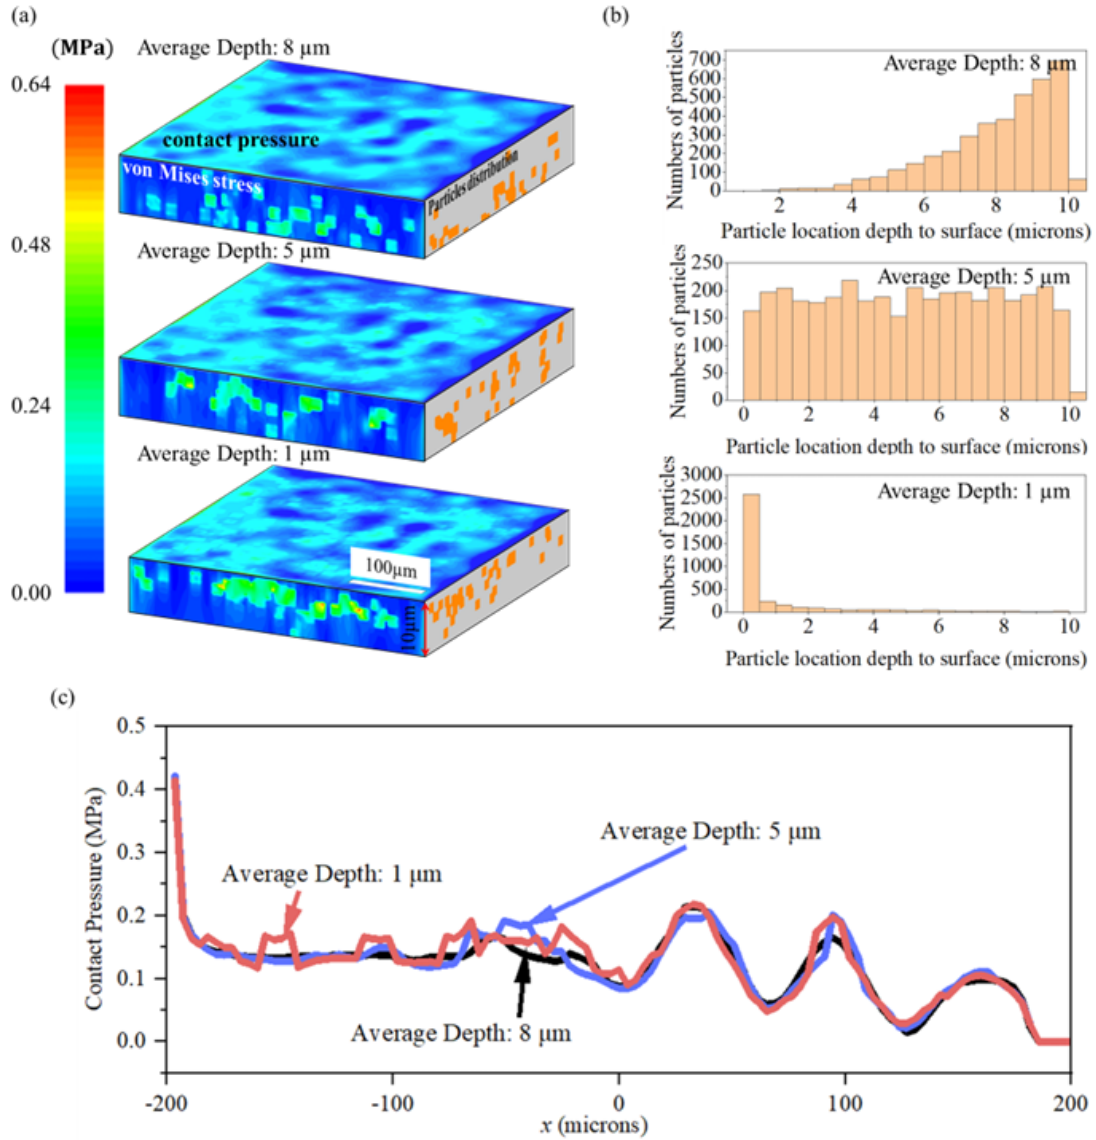 (a)
(MPa)
0.64
0.48
0.24
0.00
Average Depth: 8 µm
contact pressure
von Mises stress
Particles distribution
Average Depth: 5 µm
Average Depth: 1 µm
100µm
10µm
(b)
Numbers of particles
700
600
500
400
300
200
100
0
Average Depth: 8 µm
2 4 6 8 10
Particle location depth to surface (microns)
Numbers of particles
250
200
150
100
50
0
Average Depth: 5 µm
0 2 4 6 8 10
Particle location depth to surface (microns)
Numbers of particles
3000
2500
2000
1500
1000
500
0
Average Depth: 1 µm
0 2 4 6 8 10
Particle location depth to surface (microns)
(c)
Contact Pressure (MPa)
0.5
0.4
0.3
0.2
0.1
0.0
Average Depth: 5 µm
Average Depth: 1 µm
Average Depth: 8 µm
-200 -100 0 100 200
x (microns)